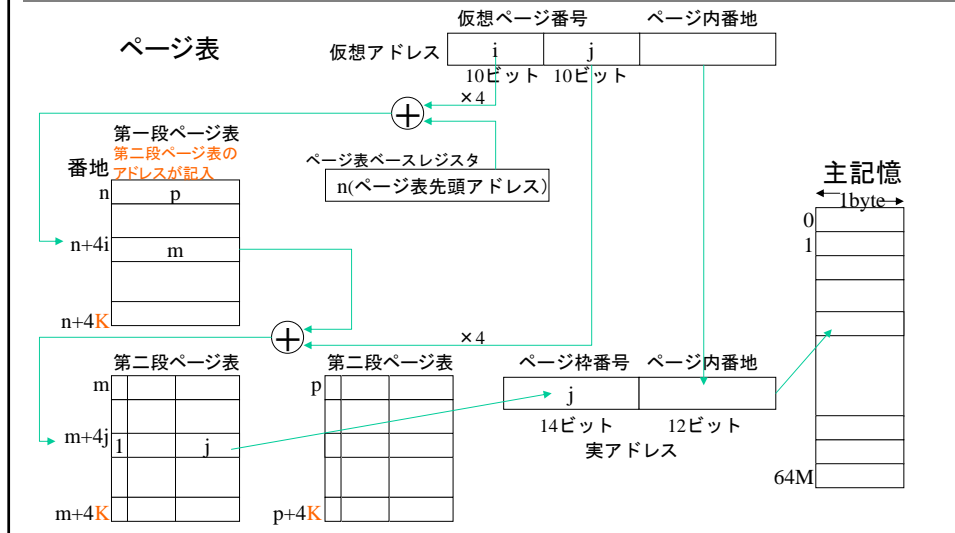 仮想ページ番号 ページ内番地
ページ表
仮想アドレス i j
10ビット 10ビット
×4
+
第一段ページ表
第二段ページ表の
アドレスが記入
番地
ページ表ベースレジスタ
n(ページ表先頭アドレス)
主記憶
1byte
n p
n+4i m
n+4K
0
1
64M
+
×4
第二段ページ表 第二段ページ表
m
m+4j 1 j
m+4K
p
p+4K
ページ枠番号 ページ内番地
j
14ビット 12ビット
実アドレス